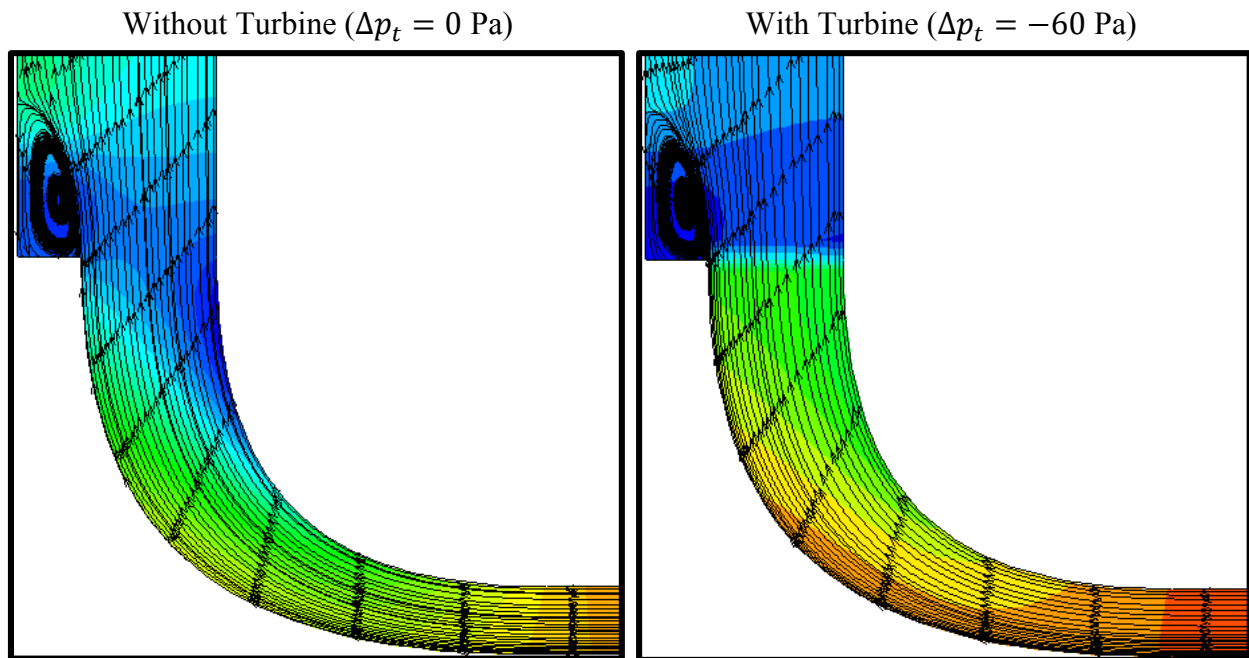 Without Turbine (Δp_t = 0 Pa)
With Turbine (Δp_t = −60 Pa)